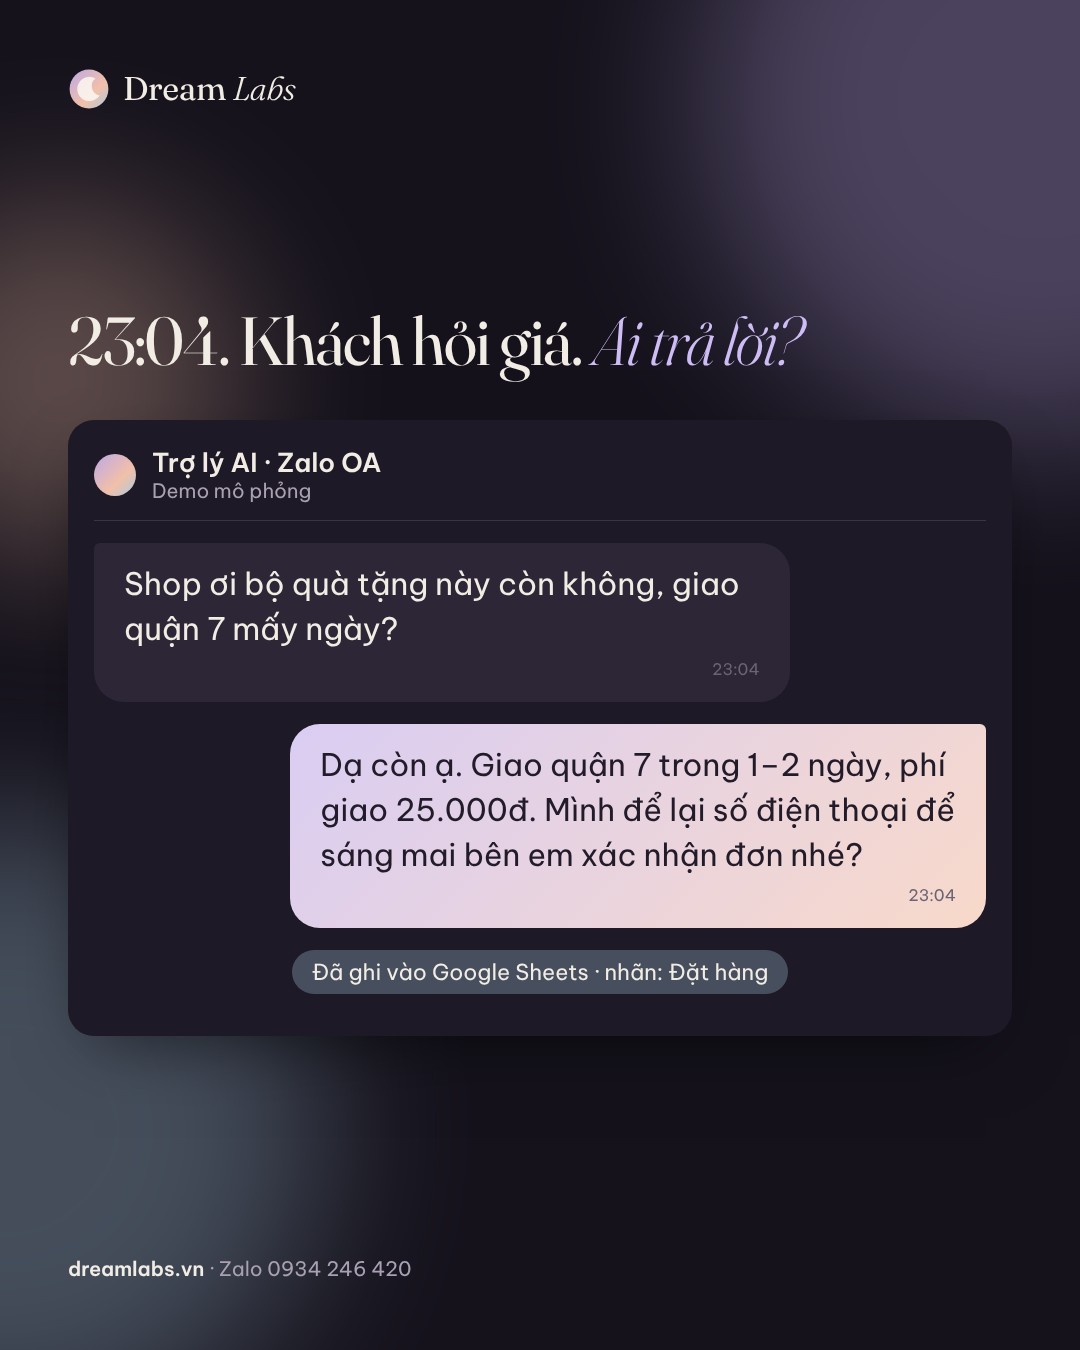 Dream Labs
23:04. Khách hỏi giá. Ai trả lời?
Trợ lý AI · Zalo OA
Demo mô phỏng
Shop ơi bộ quà tặng này còn không, giao
quận 7 mấy ngày?
23:04
Dạ còn ạ. Giao quận 7 trong 1–2 ngày, phí
giao 25.000đ. Mình để lại số điện thoại để
sáng mai bên em xác nhận đơn nhé?
23:04
Đã ghi vào Google Sheets · nhãn: Đặt hàng
dreamlabs.vn · Zalo 0934 246 420